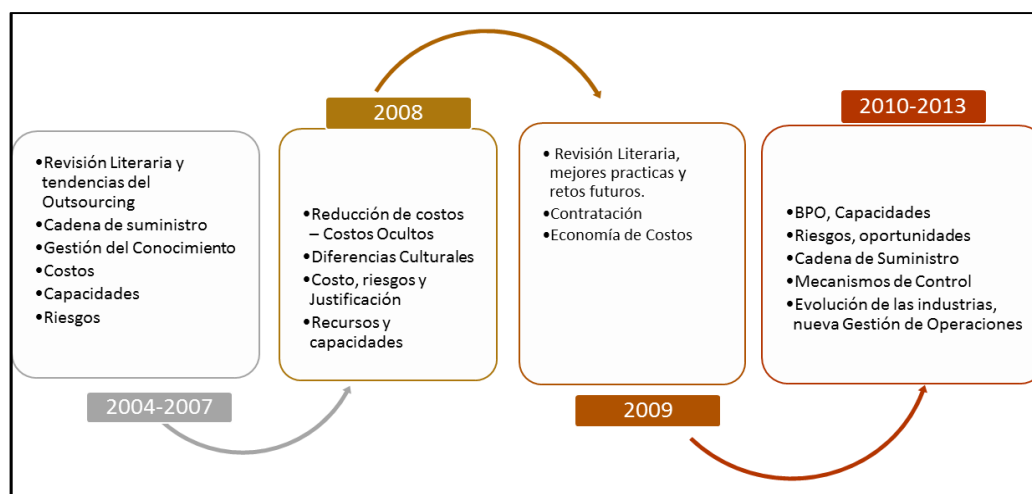 2004-2007
•Revisión Literaria y
tendencias del
Outsourcing
•Cadena de suministro
•Gestión del Conocimiento
•Costos
•Capacidades
•Riesgos
2008
•Reducción de costos
– Costos Ocultos
•Diferencias Culturales
•Costo, riesgos y
Justificación
•Recursos y
capacidades
2009
• Revisión Literaria,
mejores practicas y
retos futuros.
•Contratación
•Economía de Costos
2010-2013
•BPO, Capacidades
•Riesgos, oportunidades
•Cadena de Suministro
•Mecanismos de Control
•Evolución de las industrias,
nueva Gestión de Operaciones